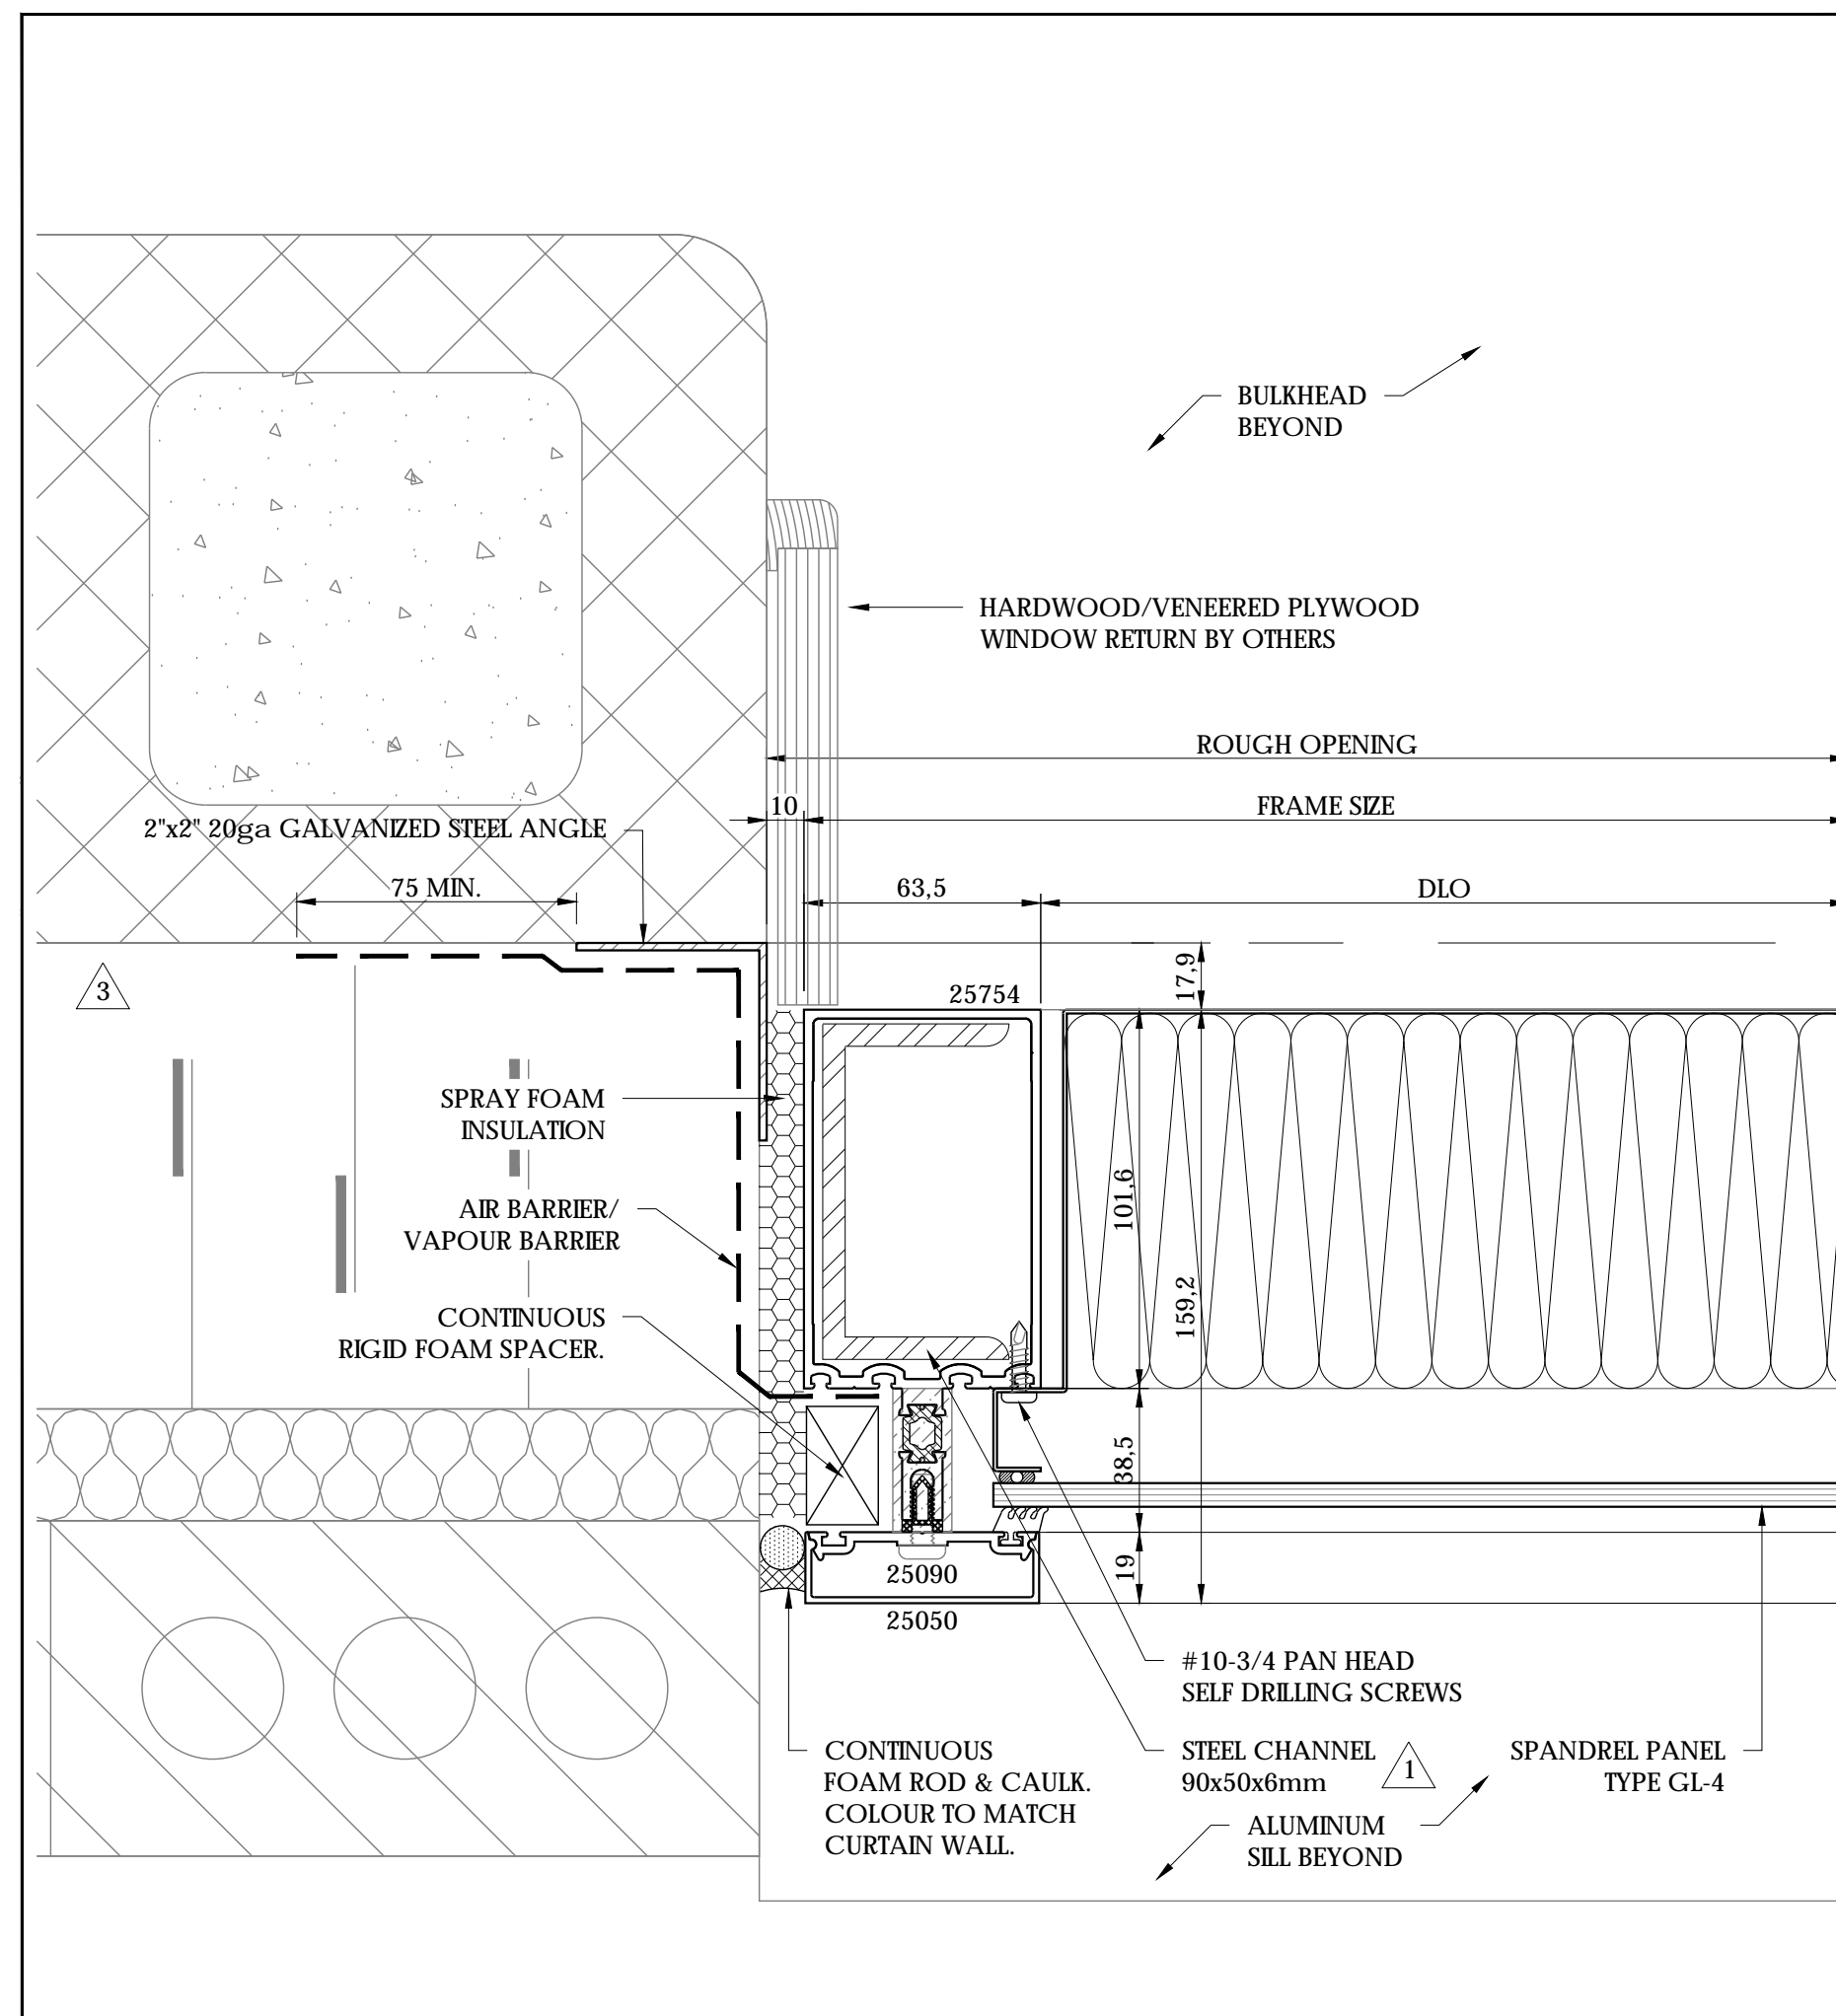 BULKHEAD
BEYOND
HARDWOOD/VENEERED PLYWOOD
WINDOW RETURN BY OTHERS
ROUGH OPENING
10
FRAME SIZE
2"x2" 20ga GALVANIZED STEEL ANGLE
75 MIN.
63,5
DLO
17,9
3
25754
SPRAY FOAM
INSULATION
101,6
AIR BARRIER/
VAPOUR BARRIER
159,2
CONTINUOUS
RIGID FOAM SPACER.
38,5
19
25090
25050
#10-3/4 PAN HEAD
SELF DRILLING SCREWS
CONTINUOUS
FOAM ROD & CAULK.
COLOUR TO MATCH
CURTAIN WALL.
STEEL CHANNEL
90x50x6mm
1
SPANDREL PANEL
TYPE GL-4
ALUMINUM
SILL BEYOND